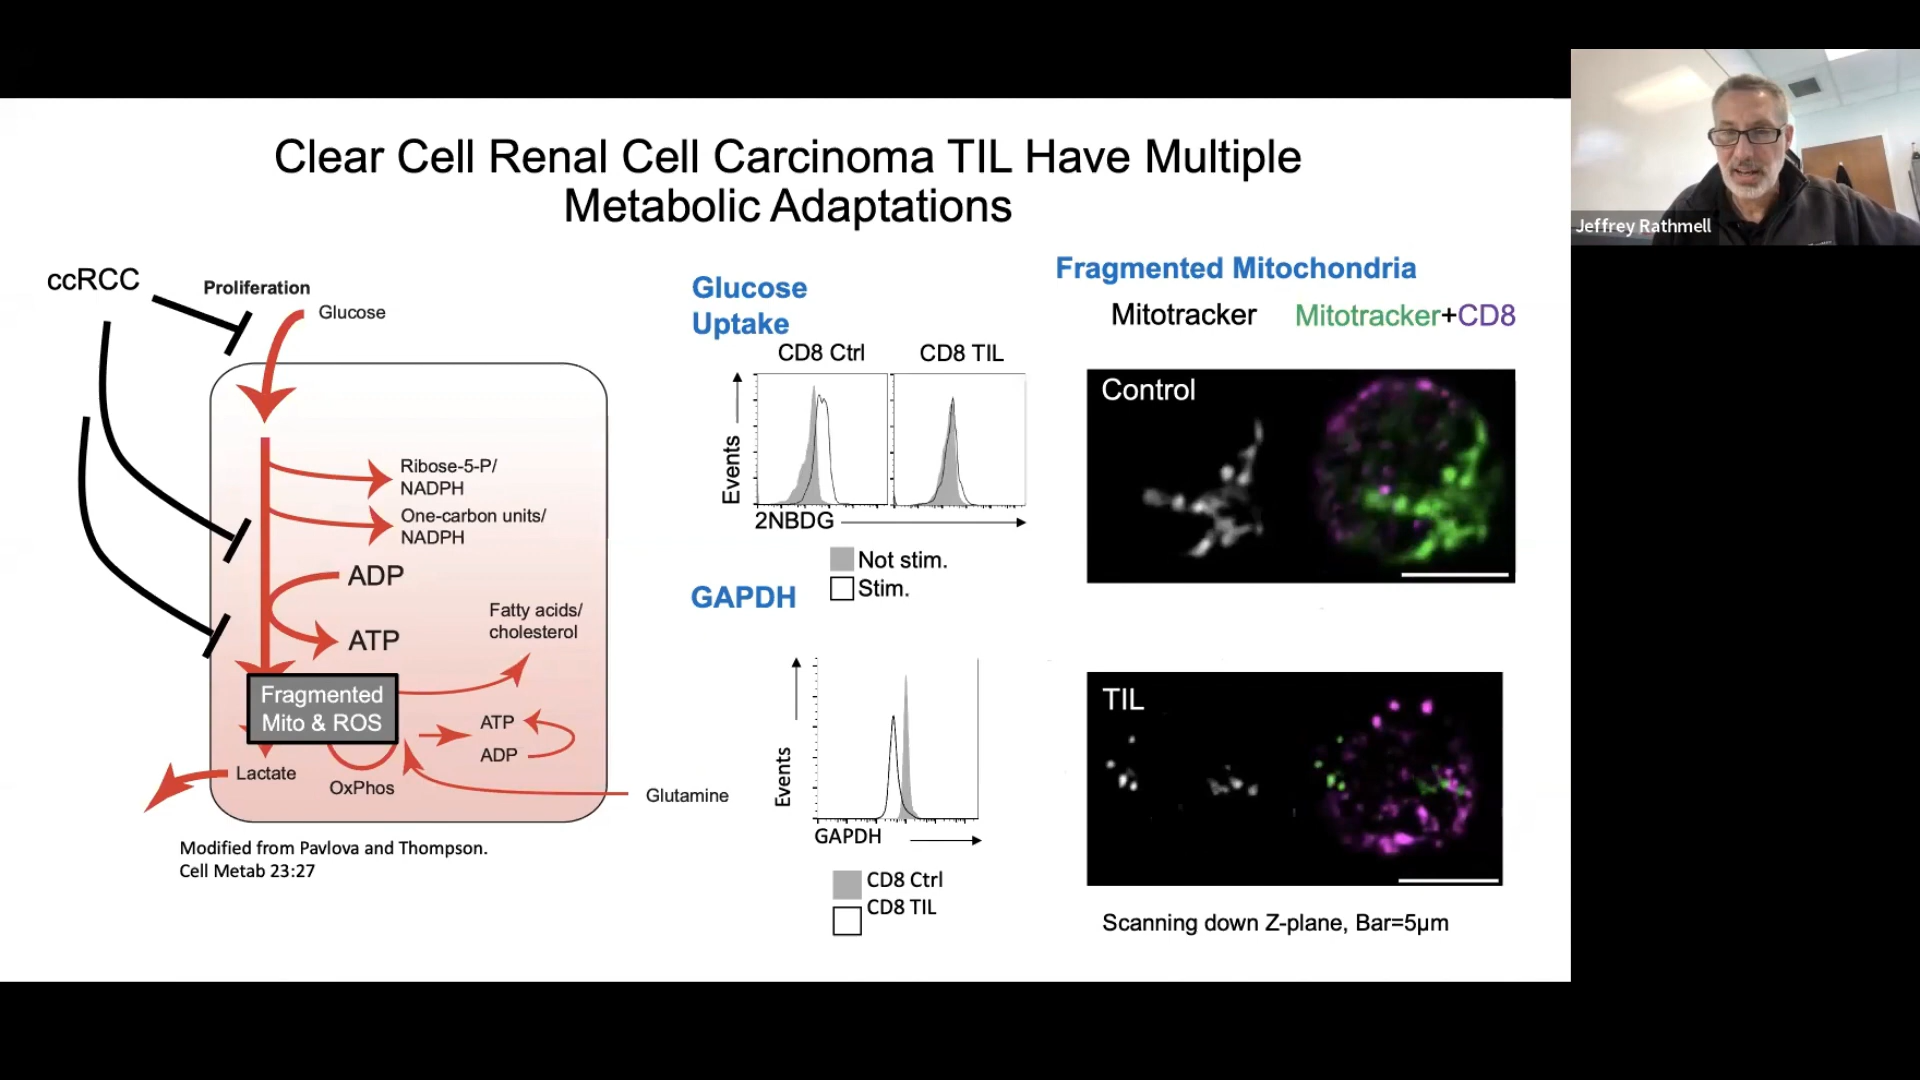 Clear Cell Renal Cell Carcinoma TIL Have Multiple
Metabolic Adaptations
Jeffrey Rathmell
ccRCC
Proliferation
Glucose
Ribose-5-P/
NADPH
One-carbon units/
NADPH
ADP
ATP
Fatty acids/
cholesterol
Fragmented
Mito & ROS
ATP
ADP
Lactate
OxPhos
Glutamine
Modified from Pavlova and Thompson.
Cell Metab 23:27
Glucose
Uptake
CD8 Ctrl
CD8 TIL
Events
2NBDG
Not stim.
Stim.
GAPDH
Events
GAPDH
CD8 Ctrl
CD8 TIL
Fragmented Mitochondria
Mitotracker
Mitotracker+CD8
Control
TIL
Scanning down Z-plane, Bar=5µm